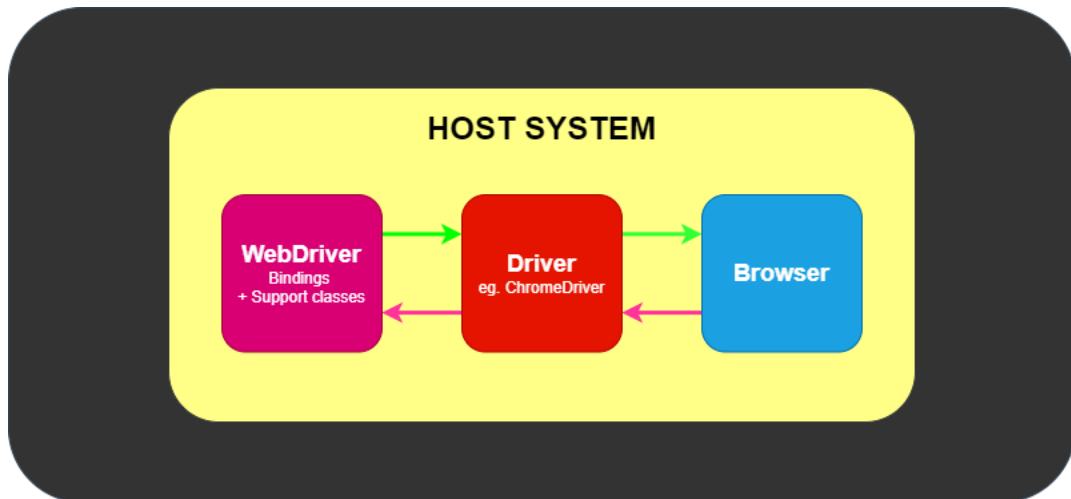 HOST SYSTEM
WebDriver
Bindings
+ Support classes
Driver
eg. ChromeDriver
Browser